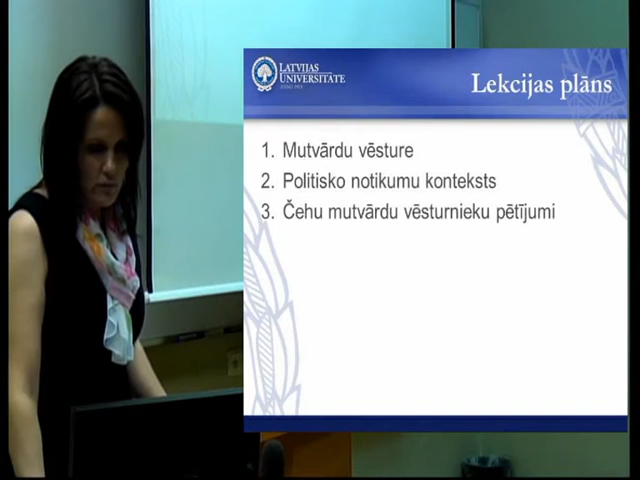 LATVIJAS
UNIVERSITĀTE
Lekcijas plāns
1. Mutvārdu vēsture
2. Politisko notikumu konteksts
3. Čehu mutvārdu vēsturnieku pētījumi